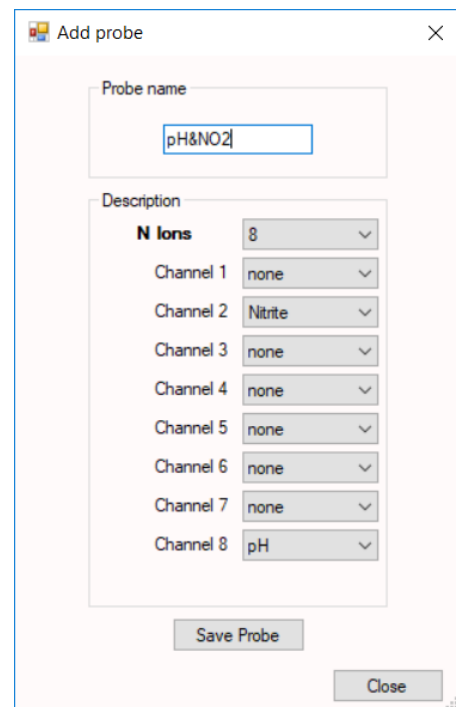 Add probe
Probe name
pH&NO2
Description
N Ions 8
Channel 1 none
Channel 2 Nitrite
Channel 3 none
Channel 4 none
Channel 5 none
Channel 6 none
Channel 7 none
Channel 8 pH
Save Probe
Close